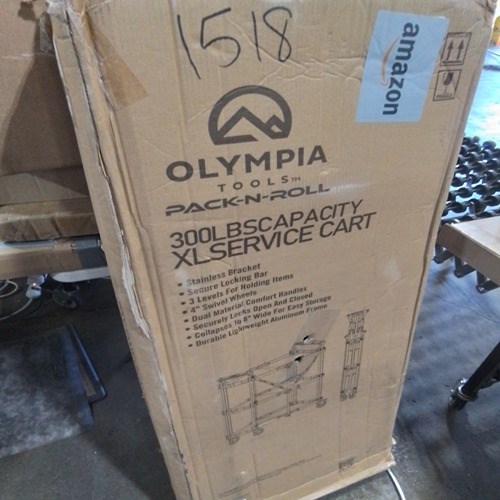 1518
amazon
OLYMPIA
TOOLS™
PACK-N-ROLL
300LBSCAPACITY
XLSERVICE CART
• Stainless Bracket
• Secure Locking Bar
• 3 Levels For Holding Items
• 4" Swivel Wheels
• Dual Material Comfort Handles
• Securely Locks Open And Closed
• Collapses To 6" Wide For Easy Storage
• Durable Lightweight Aluminum Frame